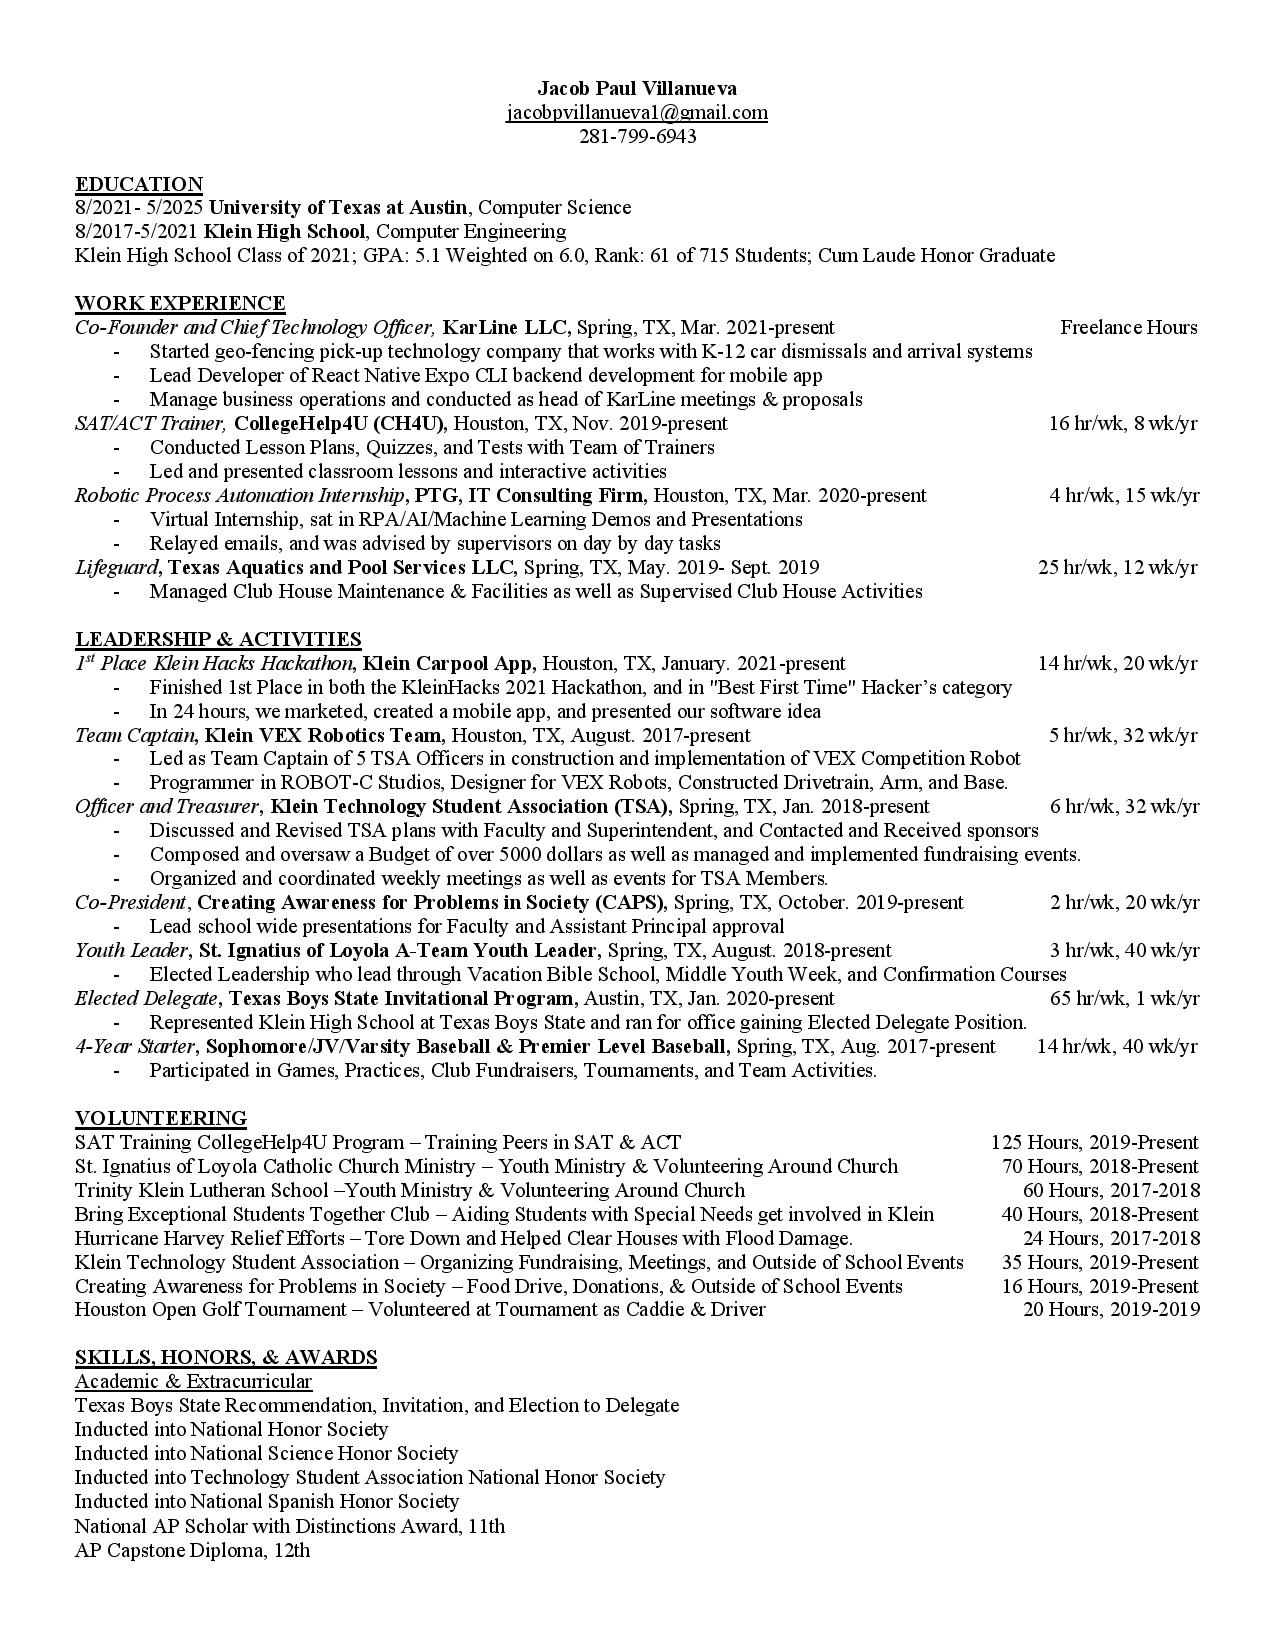 Jacob Paul Villanueva
jacobpvillanueva1@gmail.com
281-799-6943
EDUCATION
8/2021- 5/2025 University of Texas at Austin, Computer Science
8/2017-5/2021 Klein High School, Computer Engineering
Klein High School Class of 2021; GPA: 5.1 Weighted on 6.0, Rank: 61 of 715 Students; Cum Laude Honor Graduate
WORK EXPERIENCE
Co-Founder and Chief Technology Officer, KarLine LLC, Spring, TX, Mar. 2021-present Freelance Hours
- Started geo-fencing pick-up technology company that works with K-12 car dismissals and arrival systems
- Lead Developer of React Native Expo CLI backend development for mobile app
- Manage business operations and conducted as head of KarLine meetings & proposals
SAT/ACT Trainer, CollegeHelp4U (CH4U), Houston, TX, Nov. 2019-present 16 hr/wk, 8 wk/yr
- Conducted Lesson Plans, Quizzes, and Tests with Team of Trainers
- Led and presented classroom lessons and interactive activities
Robotic Process Automation Internship, PTG, IT Consulting Firm, Houston, TX, Mar. 2020-present 4 hr/wk, 15 wk/yr
- Virtual Internship, sat in RPA/AI/Machine Learning Demos and Presentations
- Relayed emails, and was advised by supervisors on day by day tasks
Lifeguard, Texas Aquatics and Pool Services LLC, Spring, TX, May. 2019- Sept. 2019 25 hr/wk, 12 wk/yr
- Managed Club House Maintenance & Facilities as well as Supervised Club House Activities
LEADERSHIP & ACTIVITIES
1st Place Klein Hacks Hackathon, Klein Carpool App, Houston, TX, January. 2021-present 14 hr/wk, 20 wk/yr
- Finished 1st Place in both the KleinHacks 2021 Hackathon, and in "Best First Time" Hacker’s category
- In 24 hours, we marketed, created a mobile app, and presented our software idea
Team Captain, Klein VEX Robotics Team, Houston, TX, August. 2017-present 5 hr/wk, 32 wk/yr
- Led as Team Captain of 5 TSA Officers in construction and implementation of VEX Competition Robot
- Programmer in ROBOT-C Studios, Designer for VEX Robots, Constructed Drivetrain, Arm, and Base.
Officer and Treasurer, Klein Technology Student Association (TSA), Spring, TX, Jan. 2018-present 6 hr/wk, 32 wk/yr
- Discussed and Revised TSA plans with Faculty and Superintendent, and Contacted and Received sponsors
- Composed and oversaw a Budget of over 5000 dollars as well as managed and implemented fundraising events.
- Organized and coordinated weekly meetings as well as events for TSA Members.
Co-President, Creating Awareness for Problems in Society (CAPS), Spring, TX, October. 2019-present 2 hr/wk, 20 wk/yr
- Lead school wide presentations for Faculty and Assistant Principal approval
Youth Leader, St. Ignatius of Loyola A-Team Youth Leader, Spring, TX, August. 2018-present 3 hr/wk, 40 wk/yr
- Elected Leadership who lead through Vacation Bible School, Middle Youth Week, and Confirmation Courses
Elected Delegate, Texas Boys State Invitational Program, Austin, TX, Jan. 2020-present 65 hr/wk, 1 wk/yr
- Represented Klein High School at Texas Boys State and ran for office gaining Elected Delegate Position.
4-Year Starter, Sophomore/JV/Varsity Baseball & Premier Level Baseball, Spring, TX, Aug. 2017-present 14 hr/wk, 40 wk/yr
- Participated in Games, Practices, Club Fundraisers, Tournaments, and Team Activities.
VOLUNTEERING
SAT Training CollegeHelp4U Program – Training Peers in SAT & ACT 125 Hours, 2019-Present
St. Ignatius of Loyola Catholic Church Ministry – Youth Ministry & Volunteering Around Church 70 Hours, 2018-Present
Trinity Klein Lutheran School –Youth Ministry & Volunteering Around Church 60 Hours, 2017-2018
Bring Exceptional Students Together Club – Aiding Students with Special Needs get involved in Klein 40 Hours, 2018-Present
Hurricane Harvey Relief Efforts – Tore Down and Helped Clear Houses with Flood Damage. 24 Hours, 2017-2018
Klein Technology Student Association – Organizing Fundraising, Meetings, and Outside of School Events 35 Hours, 2019-Present
Creating Awareness for Problems in Society – Food Drive, Donations, & Outside of School Events 16 Hours, 2019-Present
Houston Open Golf Tournament – Volunteered at Tournament as Caddie & Driver 20 Hours, 2019-2019
SKILLS, HONORS, & AWARDS
Academic & Extracurricular
Texas Boys State Recommendation, Invitation, and Election to Delegate
Inducted into National Honor Society
Inducted into National Science Honor Society
Inducted into Technology Student Association National Honor Society
Inducted into National Spanish Honor Society
National AP Scholar with Distinctions Award, 11th
AP Capstone Diploma, 12th